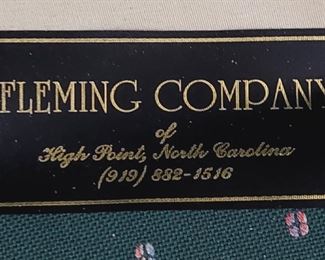 FLEMING COMPANY
of
High Point, North Carolina
(919) 882-1516